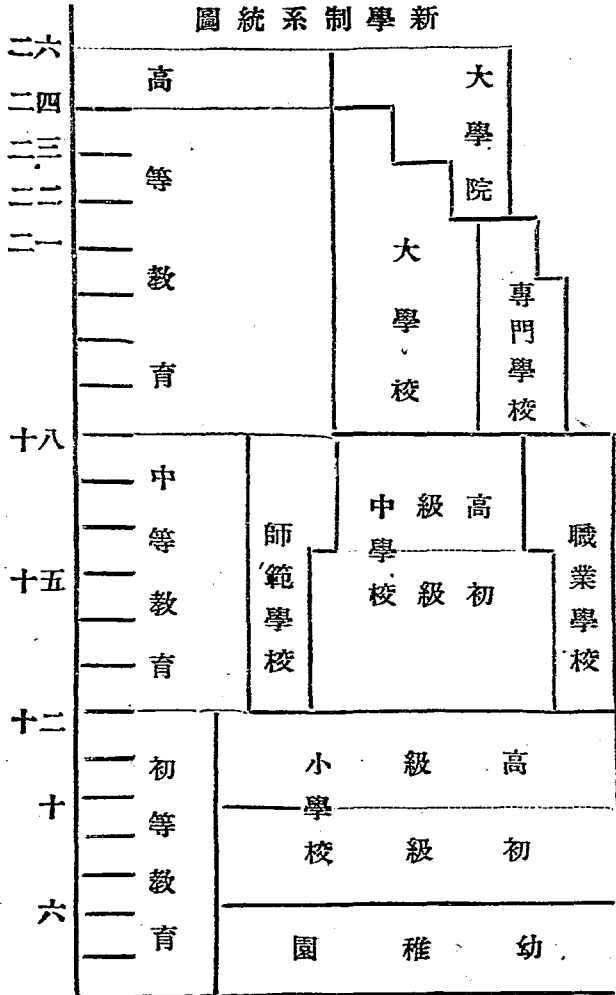 新學制系統圖
二六
二四
二三
二二
二一
十八
十五
十二
十
六
高等教育
大學院
大學校
專門學校
中等教育
師範學校
中學校
高級
初級
職業學校
初等教育
小學校
高級
初級
幼稚園